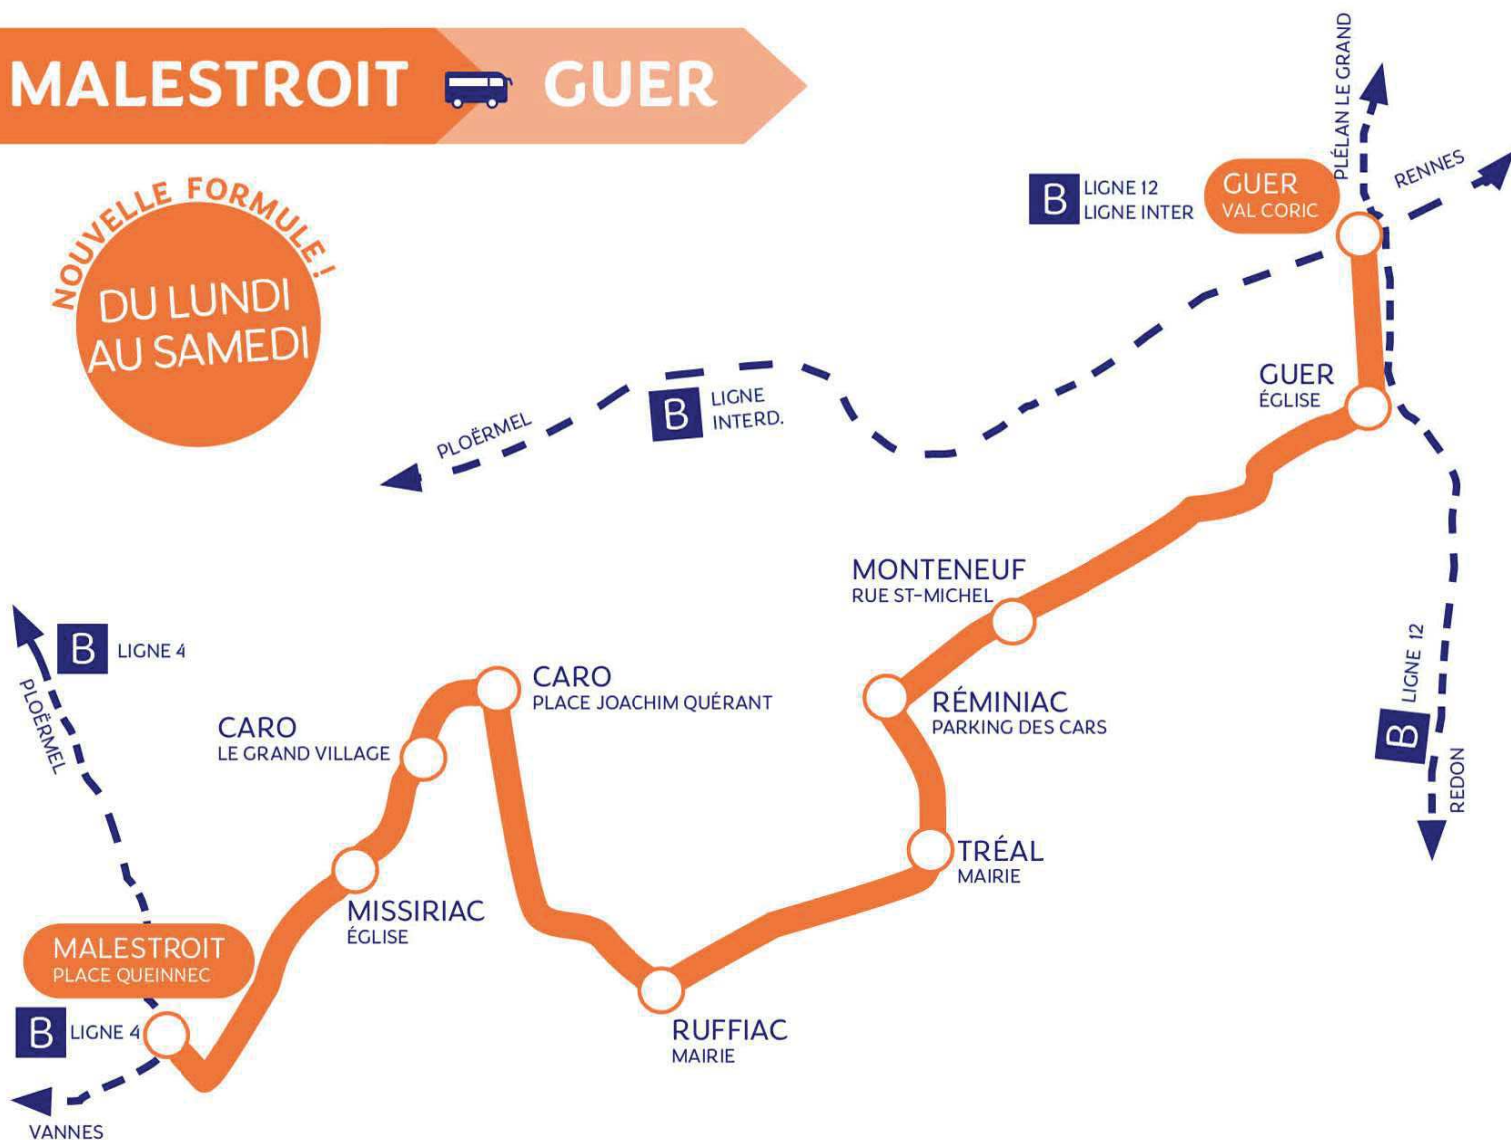 MALESTROIT GUER
NOUVELLE FORMULE !
DU LUNDI
AU SAMEDI
PLÉLAN LE GRAND
RENNES
B LIGNE 12
LIGNE INTER
GUER
VAL CORIC
GUER
ÉGLISE
B LIGNE
INTERD.
PLOËRMEL
MONTENEUF
RUE ST-MICHEL
B LIGNE 4
PLOËRMEL
CARO
PLACE JOACHIM QUÉRANT
CARO
LE GRAND VILLAGE
RÉMINIAC
PARKING DES CARS
B LIGNE 12
REDON
TRÉAL
MAIRIE
MISSIRIAC
ÉGLISE
MALESTROIT
PLACE QUEINNEC
B LIGNE 4
RUFFIAC
MAIRIE
VANNES